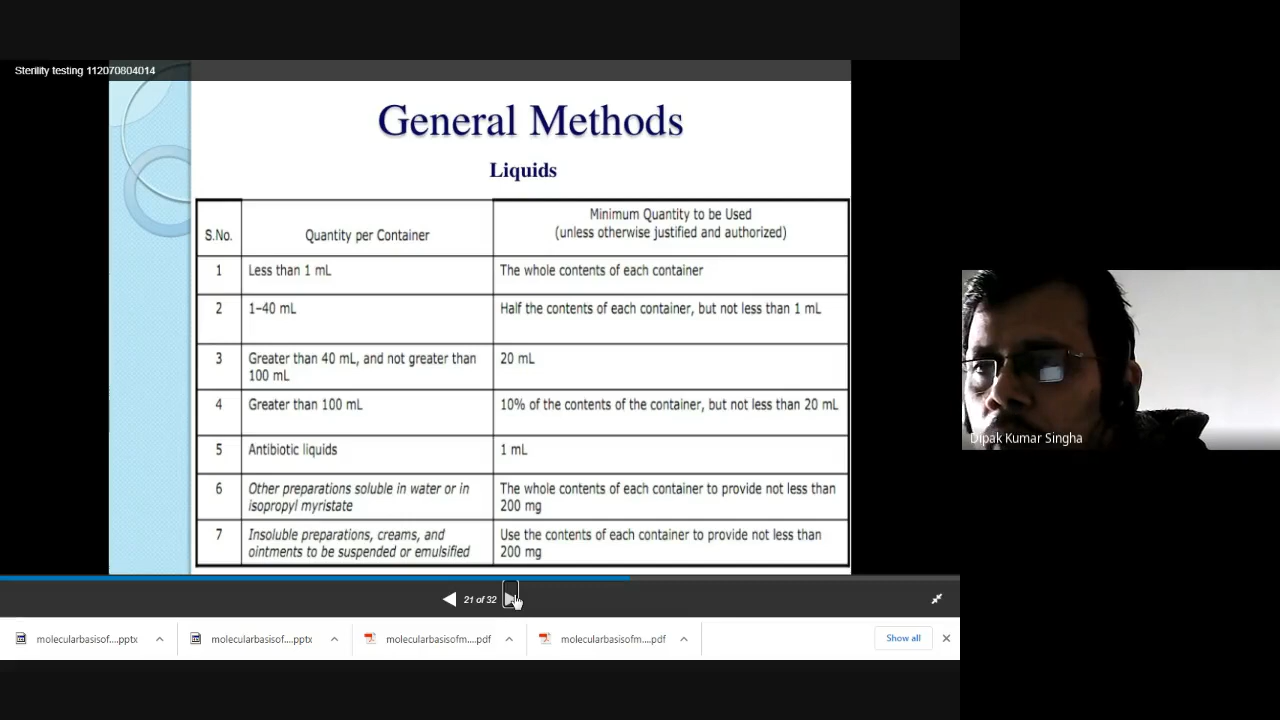 Sterility testing 112070804014
General Methods
Liquids
S.No.
Quantity per Container
Minimum Quantity to be Used
(unless otherwise justified and authorized)
1
Less than 1 mL
The whole contents of each container
2
1–40 mL
Half the contents of each container, but not less than 1 mL
3
Greater than 40 mL, and not greater than
100 mL
20 mL
4
Greater than 100 mL
10% of the contents of the container, but not less than 20 mL
5
Antibiotic liquids
1 mL
6
Other preparations soluble in water or in
isopropyl myristate
The whole contents of each container to provide not less than
200 mg
7
Insoluble preparations, creams, and
ointments to be suspended or emulsified
Use the contents of each container to provide not less than
200 mg
21 of 32
molecularbasisof....pptx
molecularbasisof....pptx
molecularbasisofm....pdf
molecularbasisofm....pdf
Show all
Dipak Kumar Singha